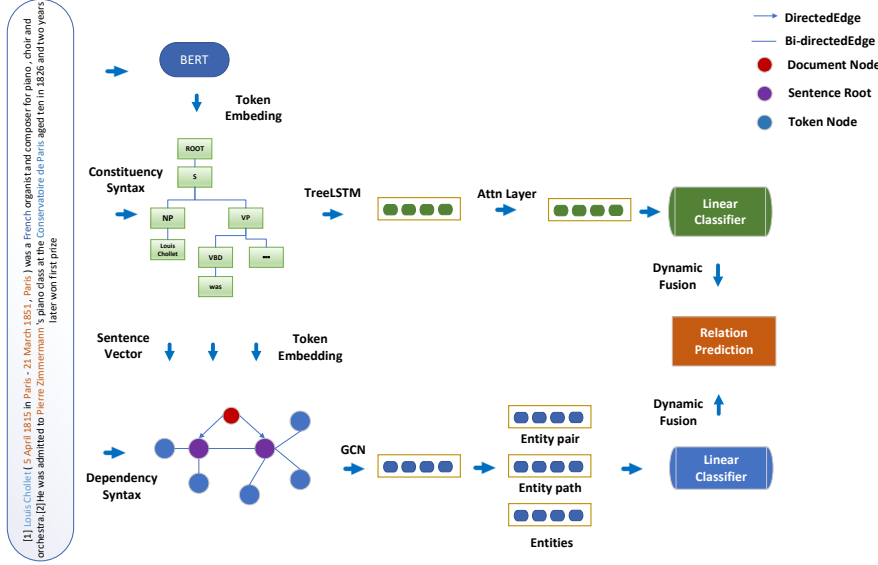 [1] Louis Chollet ( 5 April 1815 in Paris - 21 March 1851 , Paris ) was a French organist and composer for piano , choir and
orchestra.[2]He was admitted to Pierre Zimmermann 's piano class at the Conservatoire de Paris aged ten in 1826 and two years
later won first prize
BERT
Token
Embeding
Constituency
Syntax
ROOT
S
NP
VP
Louis
Chollet
VBD
...
was
TreeLSTM
Attn Layer
Linear
Classifier
Dynamic
Fusion
Relation
Prediction
Dynamic
Fusion
Sentence
Vector
Token
Embedding
Dependency
Syntax
GCN
Entity pair
Entity path
Entities
Linear
Classifier
DirectedEdge
Bi-directedEdge
Document Node
Sentence Root
Token Node